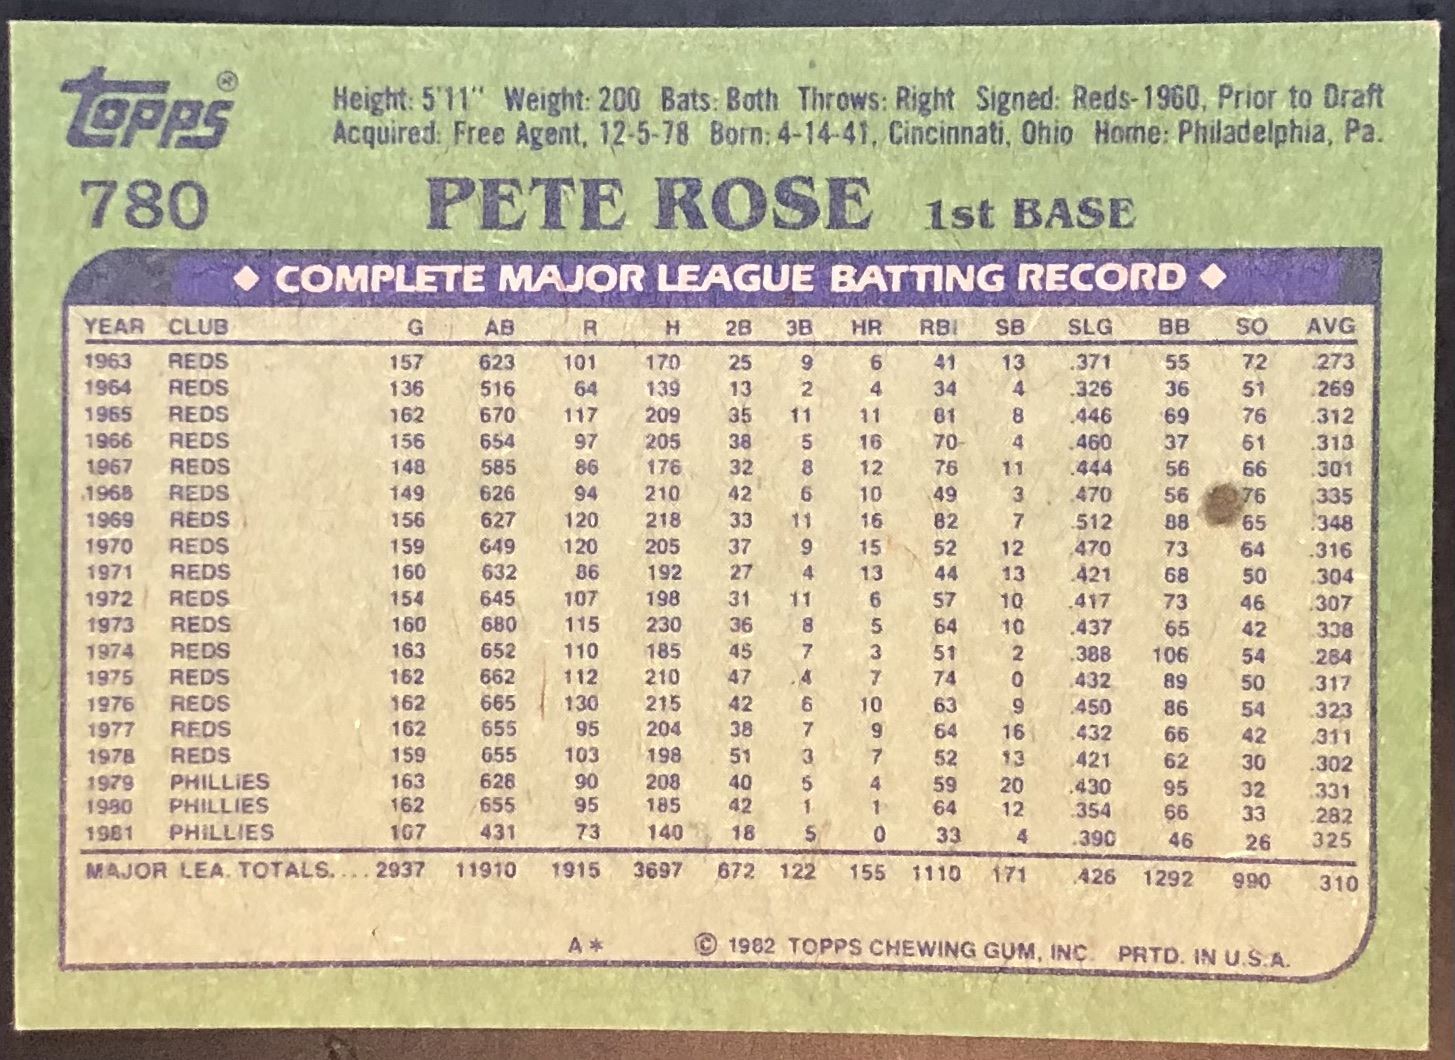 Topps®
Height: 5'11" Weight: 200 Bats: Both Throws: Right Signed: Reds-1960, Prior to Draft
Acquired: Free Agent, 12-5-78 Born: 4-14-41, Cincinnati, Ohio Home: Philadelphia, Pa.
780 PETE ROSE 1st BASE
◆ COMPLETE MAJOR LEAGUE BATTING RECORD ◆
YEAR CLUB G AB R H 2B 3B HR RBI SB SLG BB SO AVG
1963 REDS 157 623 101 170 25 9 6 41 13 .371 55 72 .273
1964 REDS 136 516 64 139 13 2 4 34 4 .326 36 51 .269
1965 REDS 162 670 117 209 35 11 11 81 8 .446 69 76 .312
1966 REDS 156 654 97 205 38 5 16 70 4 .460 37 61 .313
1967 REDS 148 585 86 176 32 8 12 76 11 .444 56 66 .301
1968 REDS 149 626 94 210 42 6 10 49 3 .470 56 76 .335
1969 REDS 156 627 120 218 33 11 16 82 7 .512 88 65 .348
1970 REDS 159 649 120 205 37 9 15 52 12 .470 73 64 .316
1971 REDS 160 632 86 192 27 4 13 44 13 .421 68 50 .304
1972 REDS 154 645 107 198 31 11 6 57 10 .417 73 46 .307
1973 REDS 160 680 115 230 36 8 5 64 10 .437 65 42 .338
1974 REDS 163 652 110 185 45 7 3 51 2 .388 106 54 .284
1975 REDS 162 662 112 210 47 4 7 74 0 .432 89 50 .317
1976 REDS 162 665 130 215 42 6 10 63 9 .450 86 54 .323
1977 REDS 162 655 95 204 38 7 9 64 16 .432 66 42 .311
1978 REDS 159 655 103 198 51 3 7 52 13 .421 62 30 .302
1979 PHILLIES 163 628 90 208 40 5 4 59 20 .430 95 32 .331
1980 PHILLIES 162 655 95 185 42 1 1 64 12 .354 66 33 .282
1981 PHILLIES 107 431 73 140 18 5 0 33 4 .390 46 26 .325
MAJOR LEA. TOTALS.... 2937 11910 1915 3697 672 122 155 1110 171 .426 1292 990 .310
A* © 1982 TOPPS CHEWING GUM, INC. PRTD. IN U.S.A.